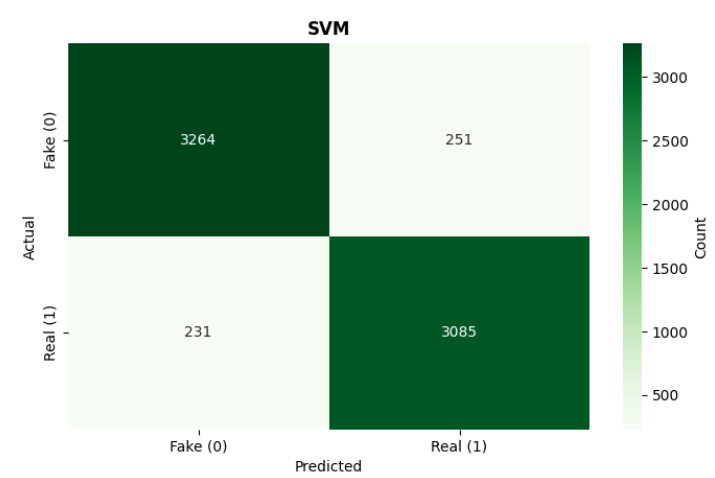 SVM
Fake (0)
3264
251
Actual
Real (1)
231
3085
Fake (0)
Real (1)
Predicted
3000
2500
2000
1500
1000
500
Count